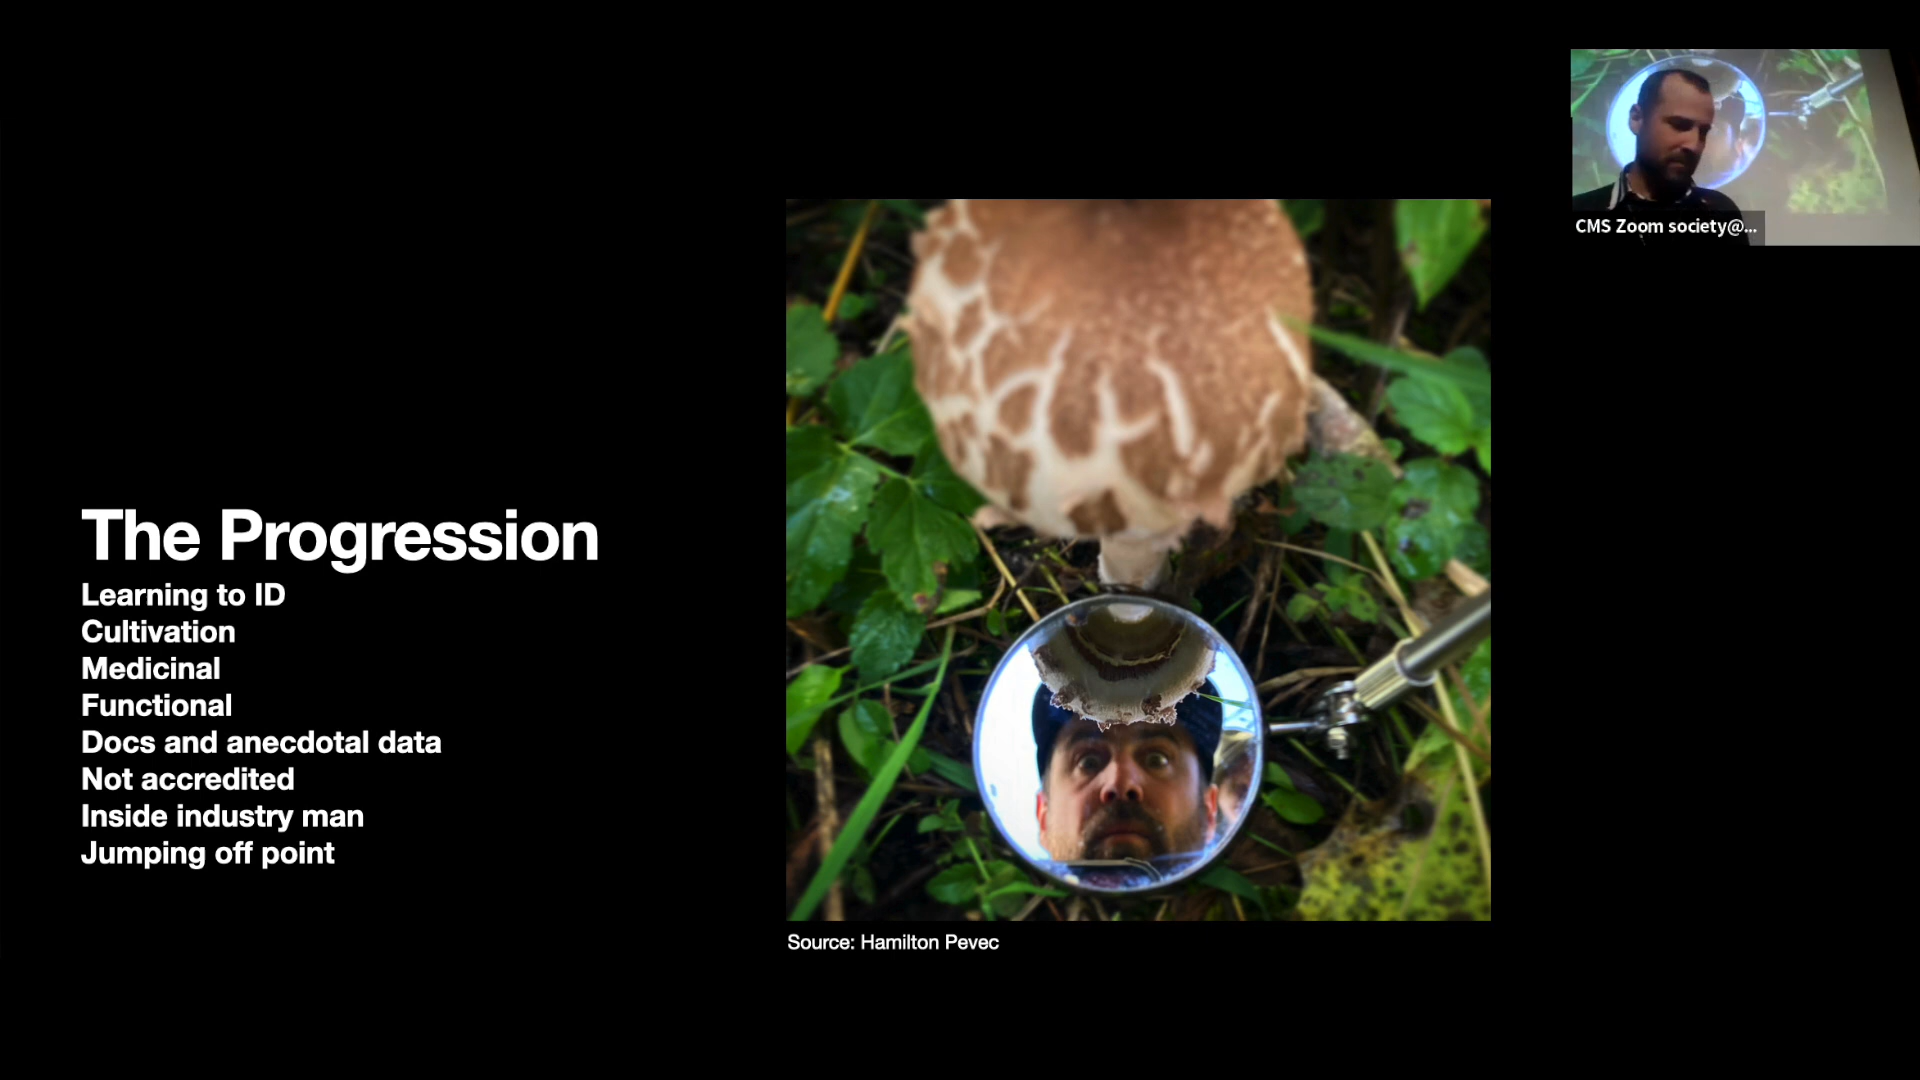 CMS Zoom society@...
The Progression
Learning to ID
Cultivation
Medicinal
Functional
Docs and anecdotal data
Not accredited
Inside industry man
Jumping off point
Source: Hamilton Pevec